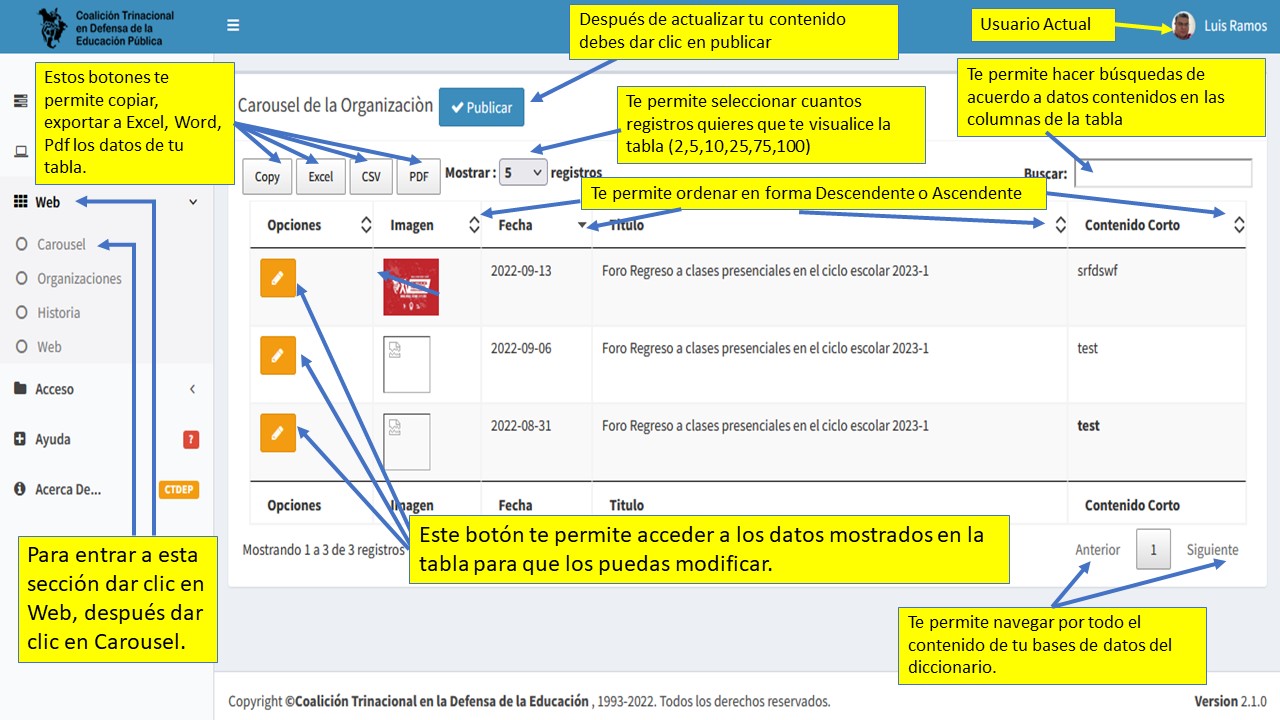 Coalición Trinacional
en Defensa de la
Educación Pública
Después de actualizar tu contenido
debes dar clic en publicar
Usuario Actual
Luis Ramos
Estos botones te
permite copiar,
exportar a Excel, Word,
Pdf los datos de tu
tabla.
Carousel de la Organizaciòn
Publicar
Te permite seleccionar cuantos
registros quieres que te visualice la
tabla (2,5,10,25,75,100)
Te permite hacer búsquedas de
acuerdo a datos contenidos en las
columnas de la tabla
Copy Excel CSV PDF Mostrar : 5 registros
Buscar:
Te permite ordenar en forma Descendente o Ascendente
Web
Carousel
Organizaciones
Historia
Web
Acceso
Ayuda ?
Acerca De... CTDEP
Opciones Imagen Fecha Titulo Contenido Corto
2022-09-13 Foro Regreso a clases presenciales en el ciclo escolar 2023-1 srfdswf
2022-09-06 Foro Regreso a clases presenciales en el ciclo escolar 2023-1 test
2022-08-31 Foro Regreso a clases presenciales en el ciclo escolar 2023-1 test
Opciones Imagen Fecha Titulo Contenido Corto
Mostrando 1 a 3 de 3 registros
Este botón te permite acceder a los datos mostrados en la
tabla para que los puedas modificar.
Anterior 1 Siguiente
Para entrar a esta
sección dar clic en
Web, después dar
clic en Carousel.
Te permite navegar por todo el
contenido de tu bases de datos del
diccionario.
Copyright ©Coalición Trinacional en la Defensa de la Educación , 1993-2022. Todos los derechos reservados.
Version 2.1.0